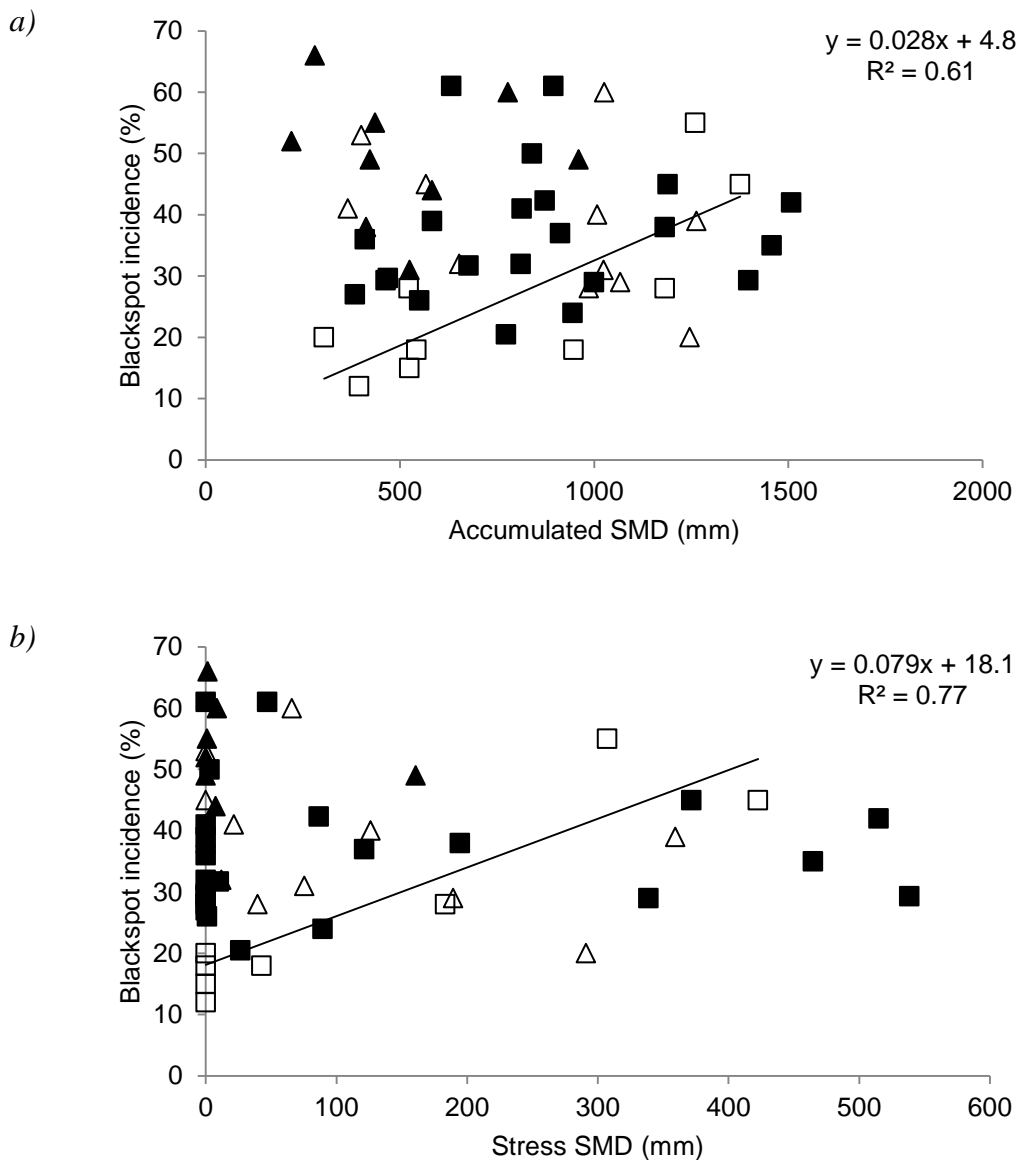 a)
y = 0.028x + 4.8
R² = 0.61
Blackspot incidence (%)
70
60
50
40
30
20
10
0
0 500 1000 1500 2000
Accumulated SMD (mm)
b)
y = 0.079x + 18.1
R² = 0.77
Blackspot incidence (%)
70
60
50
40
30
20
10
0
0 100 200 300 400 500 600
Stress SMD (mm)